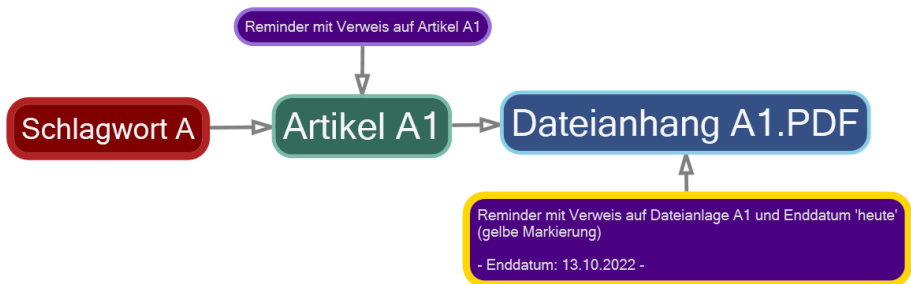 Reminder mit Verweis auf Artikel A1
Schlagwort A
Artikel A1
Dateianhang A1.PDF
Reminder mit Verweis auf Dateianlage A1 und Enddatum 'heute'
(gelbe Markierung)
- Enddatum: 13.10.2022 -